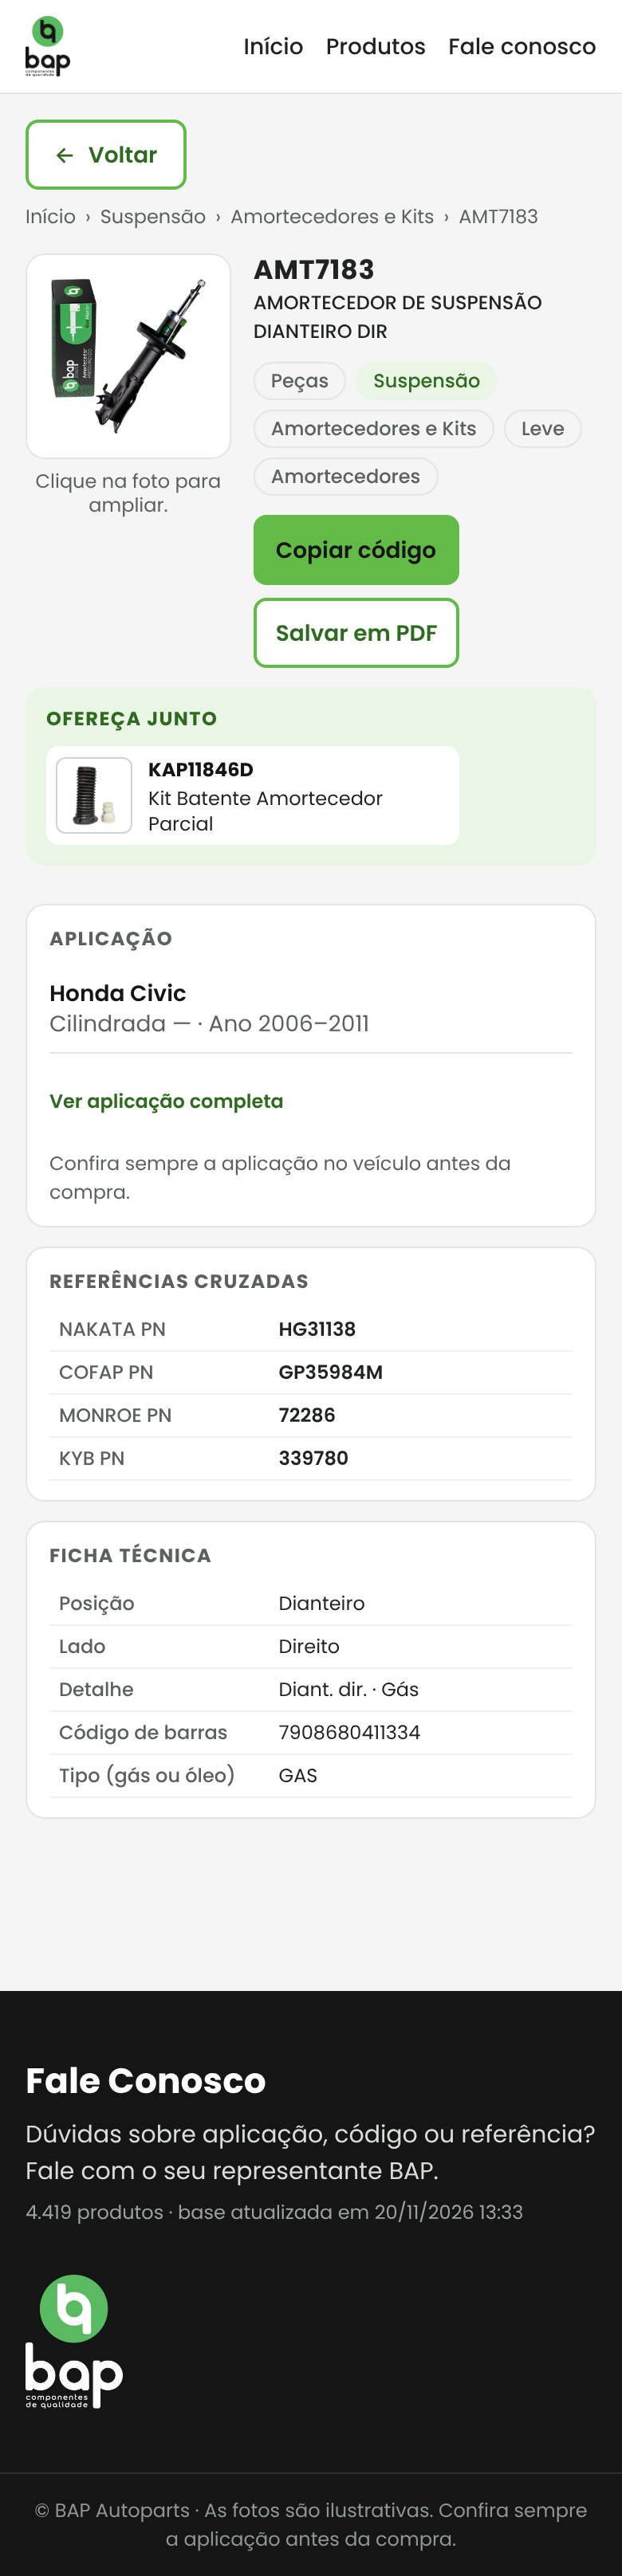 bap
componentes
de qualidade
Início Produtos Fale conosco
← Voltar
Início › Suspensão › Amortecedores e Kits › AMT7183
AMT7183
AMORTECEDOR DE SUSPENSÃO
DIANTEIRO DIR
bap
Peças Suspensão
Amortecedores e Kits Leve
Amortecedores
Clique na foto para
ampliar.
Copiar código
Salvar em PDF
OFEREÇA JUNTO
KAP11846D
Kit Batente Amortecedor
Parcial
APLICAÇÃO
Honda Civic
Cilindrada — · Ano 2006–2011
Ver aplicação completa
Confira sempre a aplicação no veículo antes da
compra.
REFERÊNCIAS CRUZADAS
NAKATA PN HG31138
COFAP PN GP35984M
MONROE PN 72286
KYB PN 339780
FICHA TÉCNICA
Posição Dianteiro
Lado Direito
Detalhe Diant. dir. · Gás
Código de barras 7908680411334
Tipo (gás ou óleo) GAS
Fale Conosco
Dúvidas sobre aplicação, código ou referência?
Fale com o seu representante BAP.
4.419 produtos · base atualizada em 20/11/2026 13:33
bap
componentes
de qualidade
© BAP Autoparts · As fotos são ilustrativas. Confira sempre
a aplicação antes da compra.